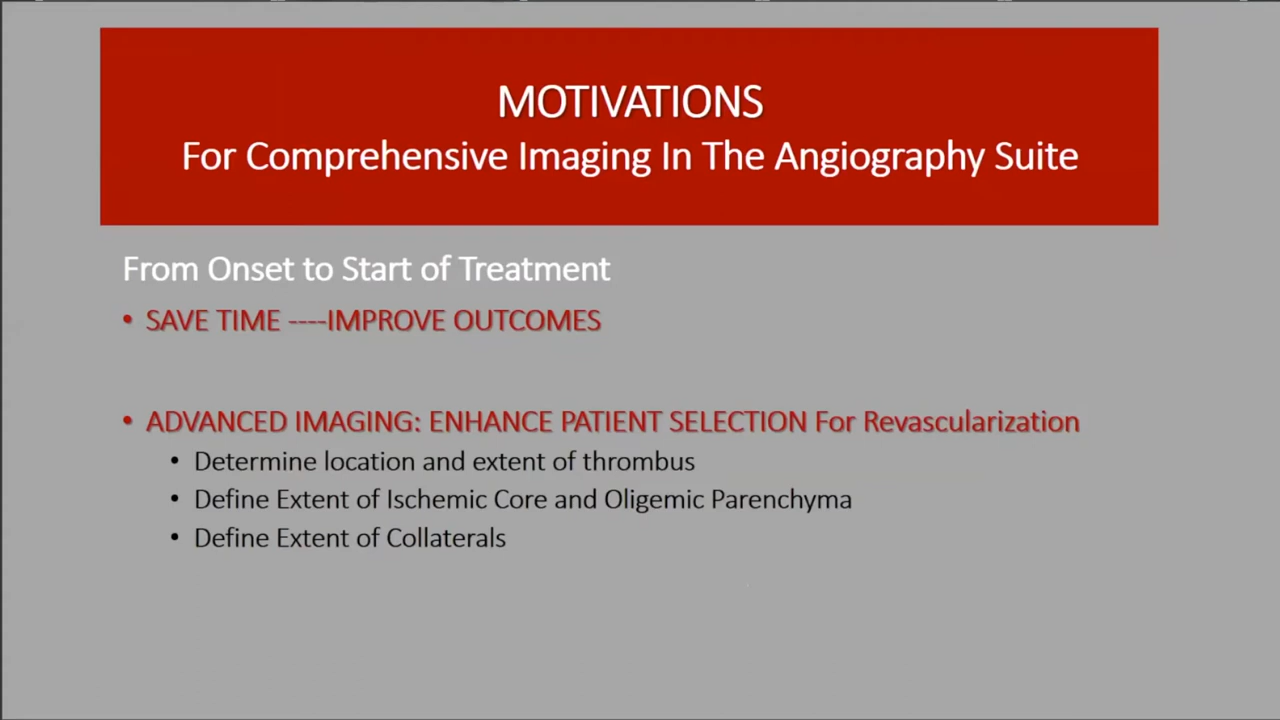 MOTIVATIONS
For Comprehensive Imaging In The Angiography Suite
From Onset to Start of Treatment
• SAVE TIME ----IMPROVE OUTCOMES
• ADVANCED IMAGING: ENHANCE PATIENT SELECTION For Revascularization
• Determine location and extent of thrombus
• Define Extent of Ischemic Core and Oligemic Parenchyma
• Define Extent of Collaterals